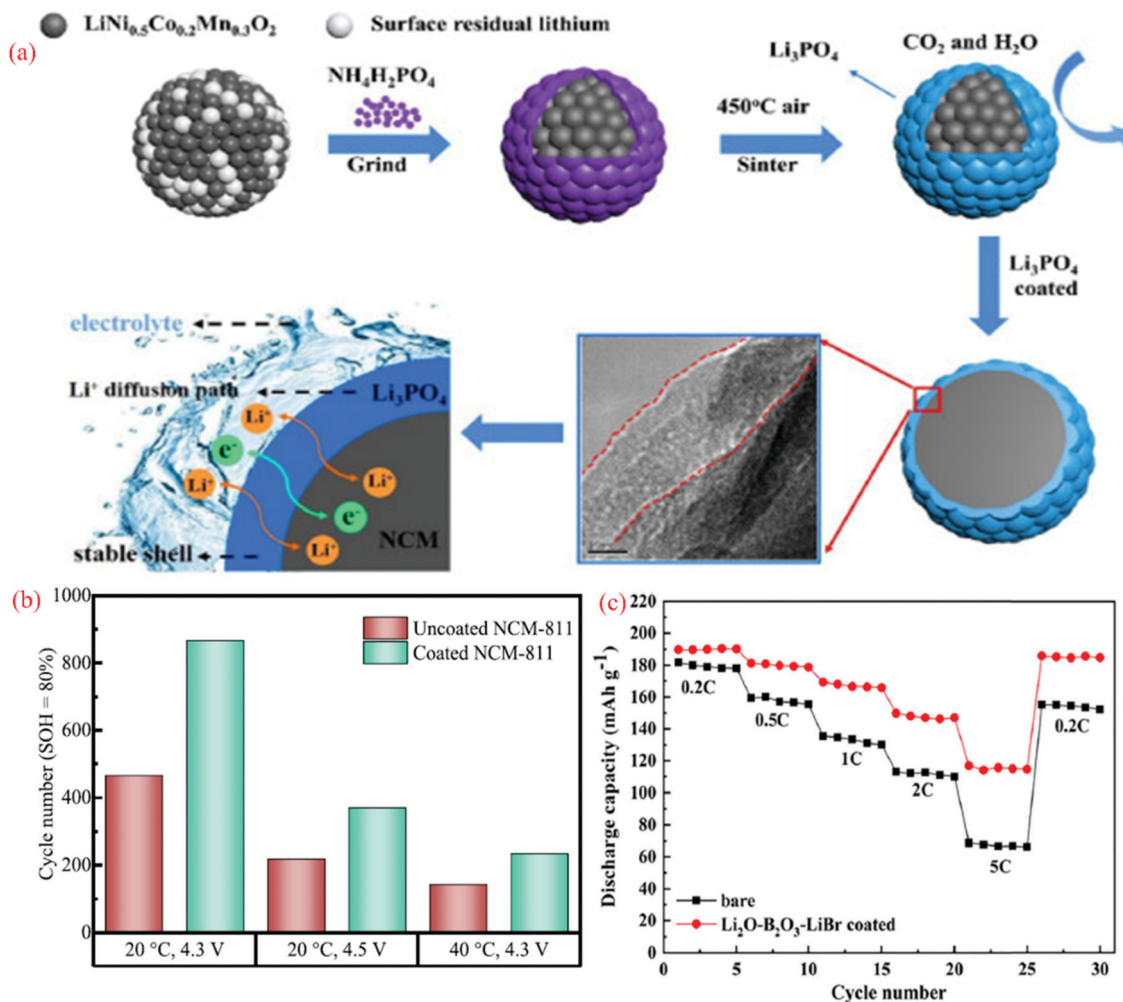 (a)
LiNi₀.₅Co₀.₂Mn₀.₃O₂
Surface residual lithium
NH₄H₂PO₄
Grind
450°C air
Sinter
Li₃PO₄
CO₂ and H₂O
Li₃PO₄
coated
electrolyte
Li⁺ diffusion path
Li₃PO₄
Li⁺
e⁻
Li⁺
Li⁺
e⁻
NCM
Li⁺
stable shell
(b)
Cycle number (SOH = 80%)
1000
800
600
400
200
0
Uncoated NCM-811
Coated NCM-811
20 °C, 4.3 V
20 °C, 4.5 V
40 °C, 4.3 V
(c)
Discharge capacity (mAh g⁻¹)
220
200
180
160
140
120
100
80
60
40
20
0
0.2C
0.5C
1C
2C
5C
0.2C
bare
Li₂O-B₂O₃-LiBr coated
0
5
10
15
20
25
30
Cycle number